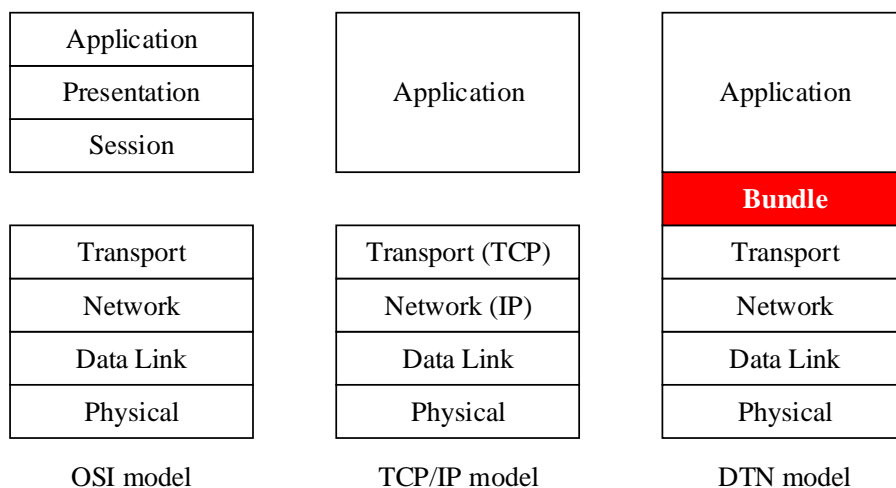 Application
Presentation
Session
Transport
Network
Data Link
Physical
OSI model
Application
Transport (TCP)
Network (IP)
Data Link
Physical
TCP/IP model
Application
Bundle
Transport
Network
Data Link
Physical
DTN model